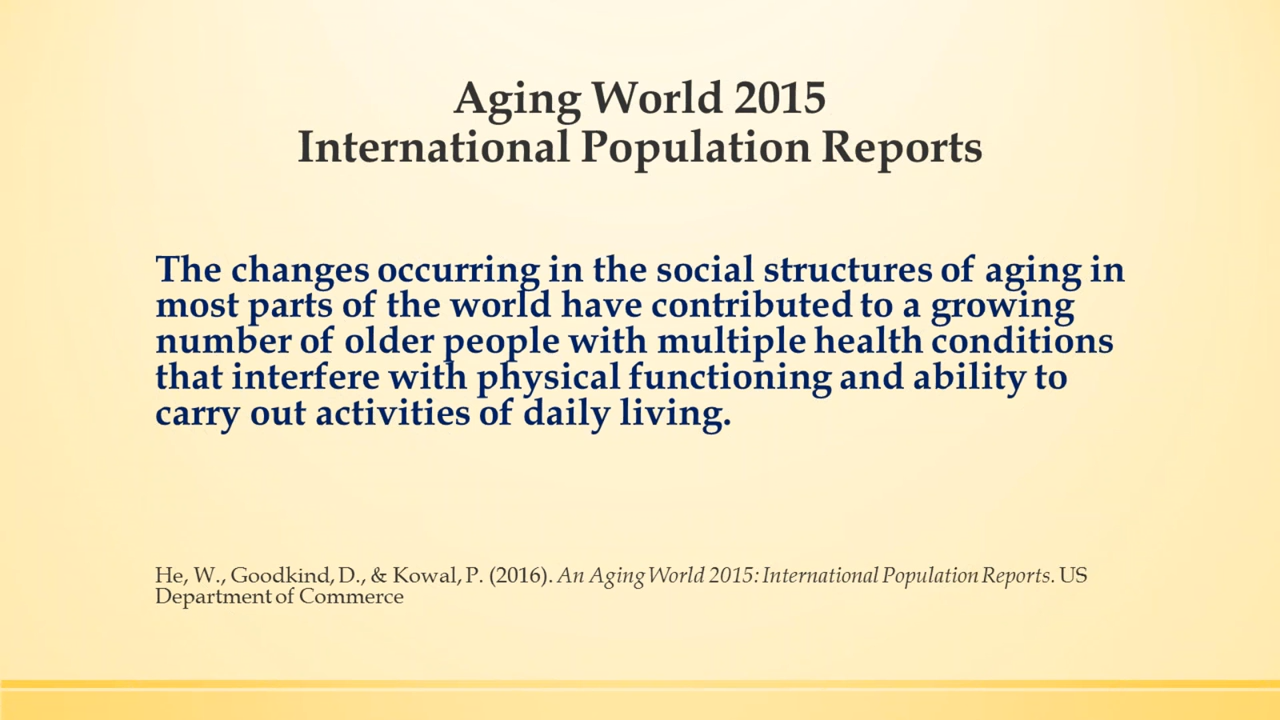 Aging World 2015
International Population Reports
The changes occurring in the social structures of aging in
most parts of the world have contributed to a growing
number of older people with multiple health conditions
that interfere with physical functioning and ability to
carry out activities of daily living.
He, W., Goodkind, D., & Kowal, P. (2016). An Aging World 2015: International Population Reports. US
Department of Commerce